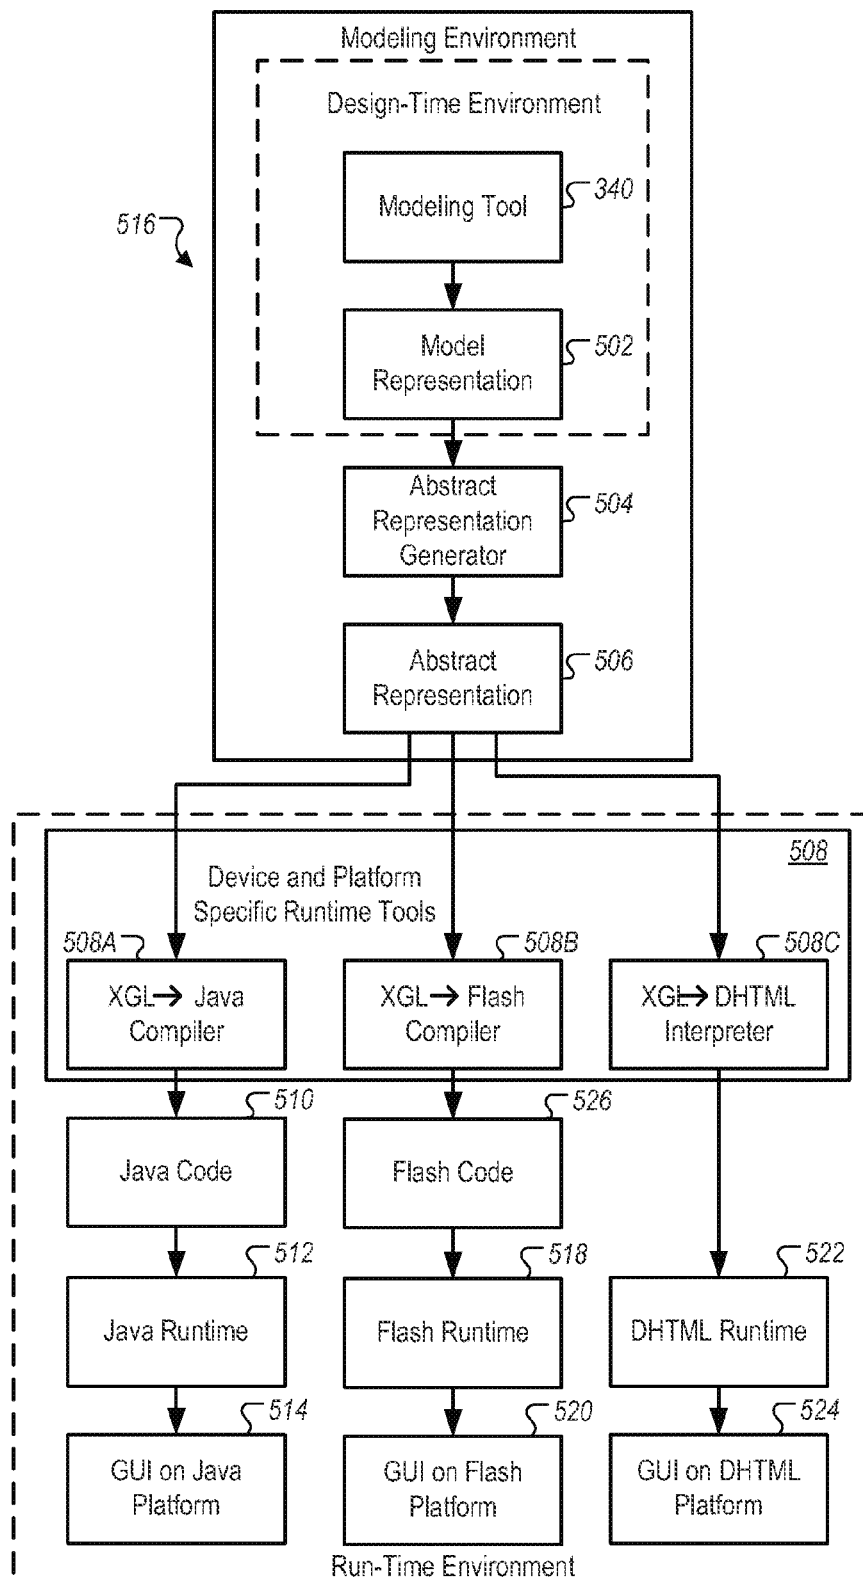 Modeling Environment
Design-Time Environment
Modeling Tool
340
516
Model
Representation
502
Abstract
Representation
Generator
504
Abstract
Representation
506
508
Device and Platform
Specific Runtime Tools
508A
508B
508C
XGL→ Java
Compiler
XGL→ Flash
Compiler
XGL→ DHTML
Interpreter
510
526
Java Code
Flash Code
512
518
522
Java Runtime
Flash Runtime
DHTML Runtime
514
520
524
GUI on Java
Platform
GUI on Flash
Platform
GUI on DHTML
Platform
Run-Time Environment